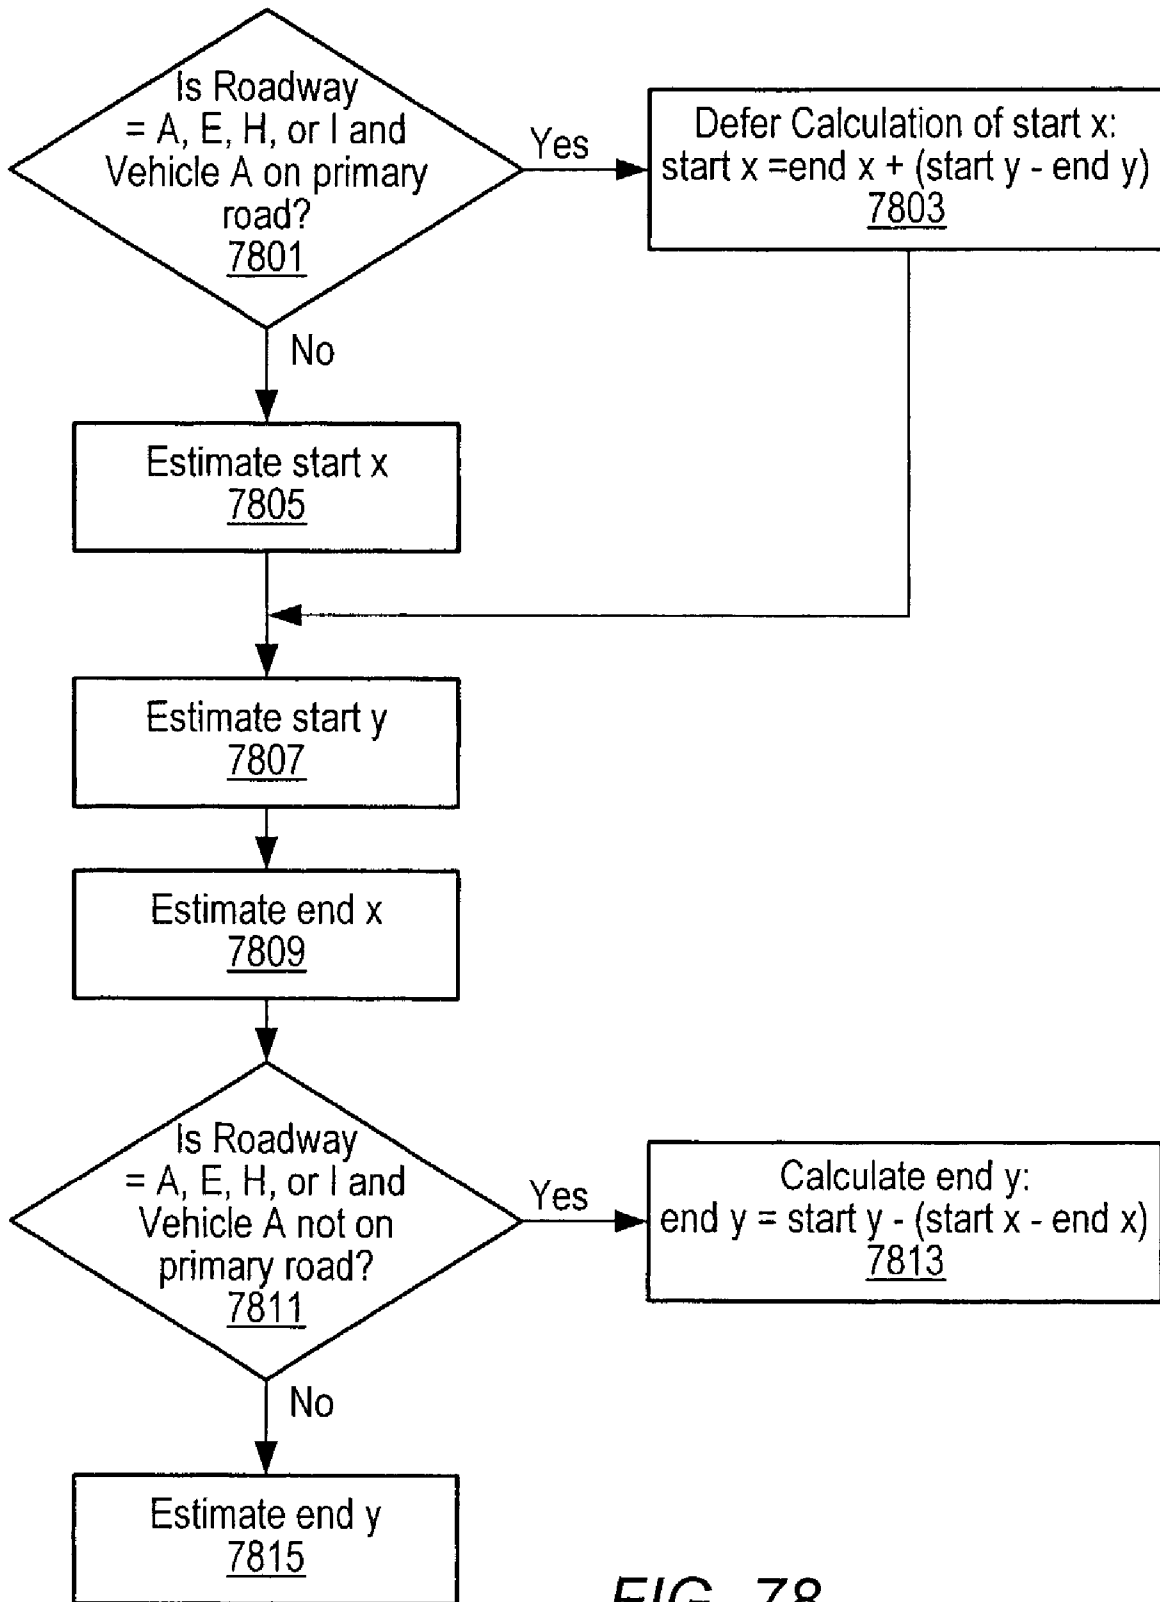 Is Roadway
= A, E, H, or I and
Vehicle A on primary
road?
7801
Yes
Defer Calculation of start x:
start x =end x + (start y - end y)
7803
No
Estimate start x
7805
Estimate start y
7807
Estimate end x
7809
Is Roadway
= A, E, H, or I and
Vehicle A not on
primary road?
7811
Yes
Calculate end y:
end y = start y - (start x - end x)
7813
No
Estimate end y
7815
FIG. 78